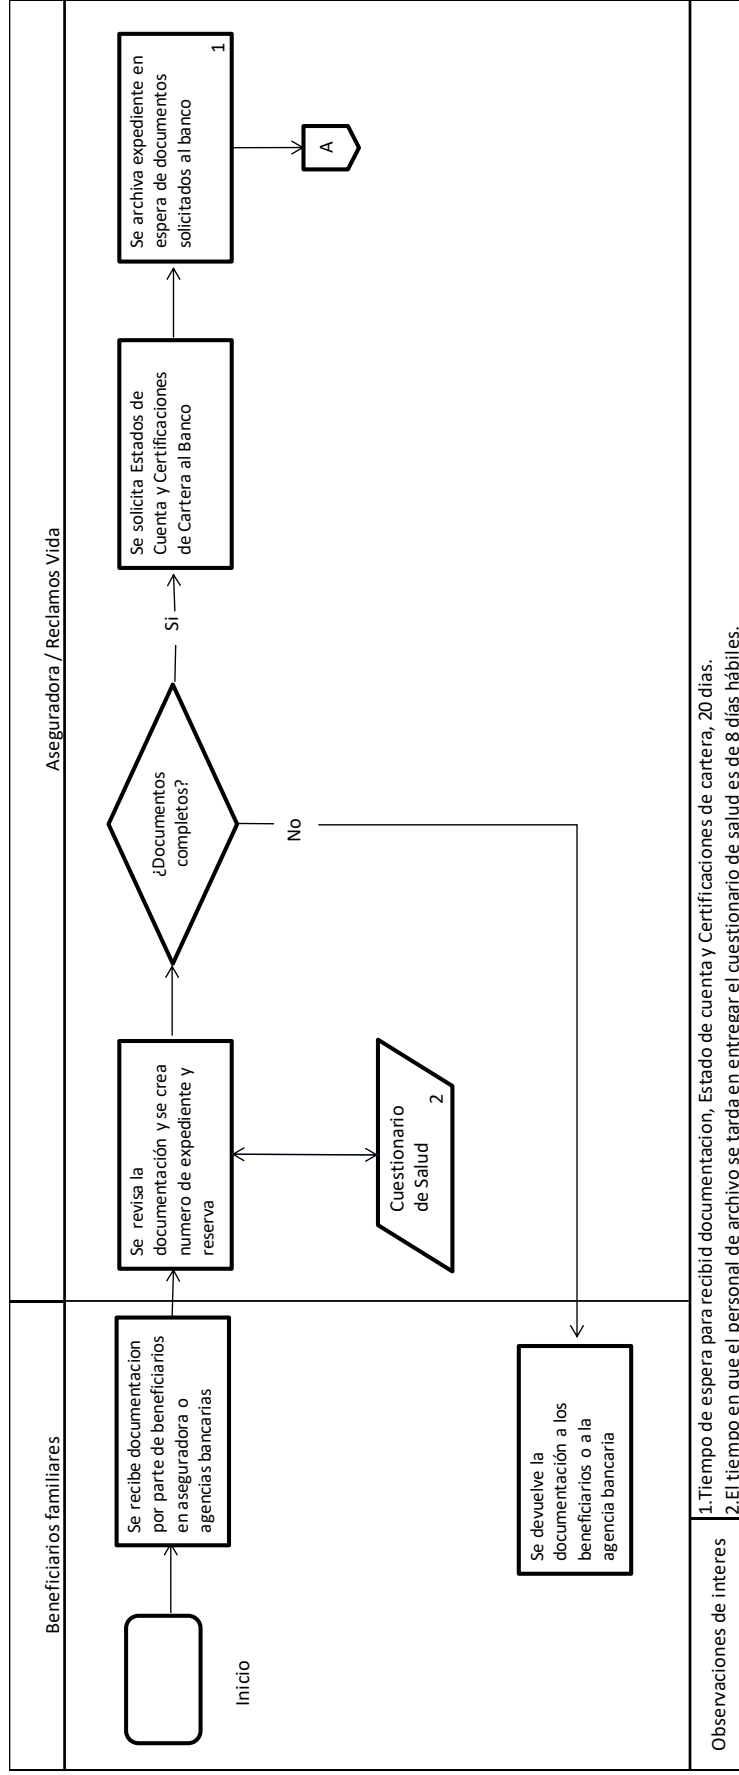 Beneficiarios familiares
Aseguradora / Reclamos Vida
Inicio
Se recibe documentacion
por parte de beneficiarios
en aseguradora o
agencias bancarias
Se revisa la
documentación y se crea
numero de expediente y
reserva
Cuestionario
de Salud
2
¿Documentos
completos?
Si
No
Se solicita Estados de
Cuenta y Certificaciones
de Cartera al Banco
Se archiva expediente en
espera de documentos
solicitados al banco
1
A
Se devuelve la
documentación a los
beneficiarios o a la
agencia bancaria
Observaciones de interes
1.Tiempo de espera para recibid documentacion, Estado de cuenta y Certificaciones de cartera, 20 dias.
2.El tiempo en que el personal de archivo se tarda en entregar el cuestionario de salud es de 8 días hábiles.